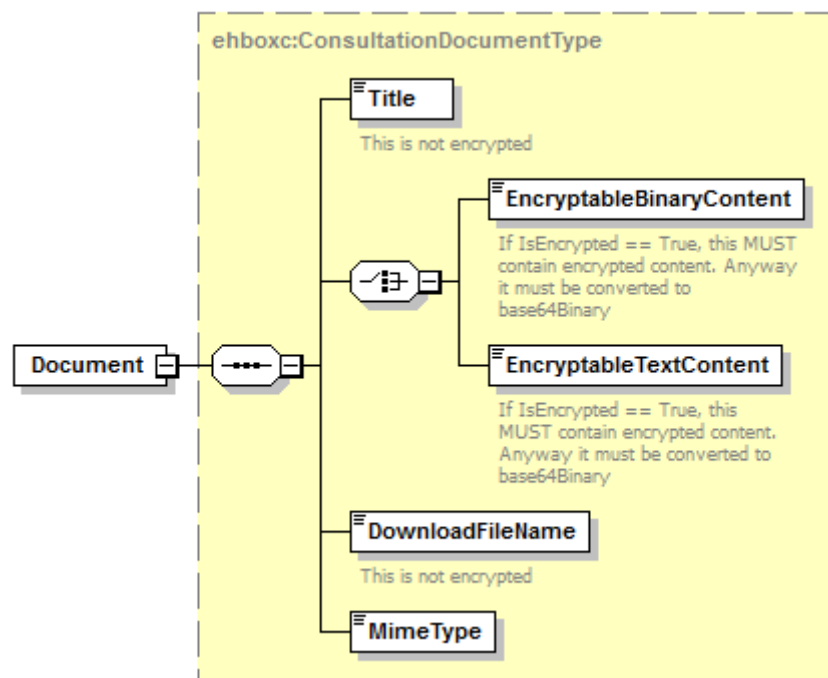 ehboxc:ConsultationDocumentType
Title
This is not encrypted
EncryptableBinaryContent
If IsEncrypted == True, this MUST
contain encrypted content. Anyway
it must be converted to
base64Binary
Document
EncryptableTextContent
If IsEncrypted == True, this
MUST contain encrypted content.
Anyway it must be converted to
base64Binary
DownloadFileName
This is not encrypted
MimeType